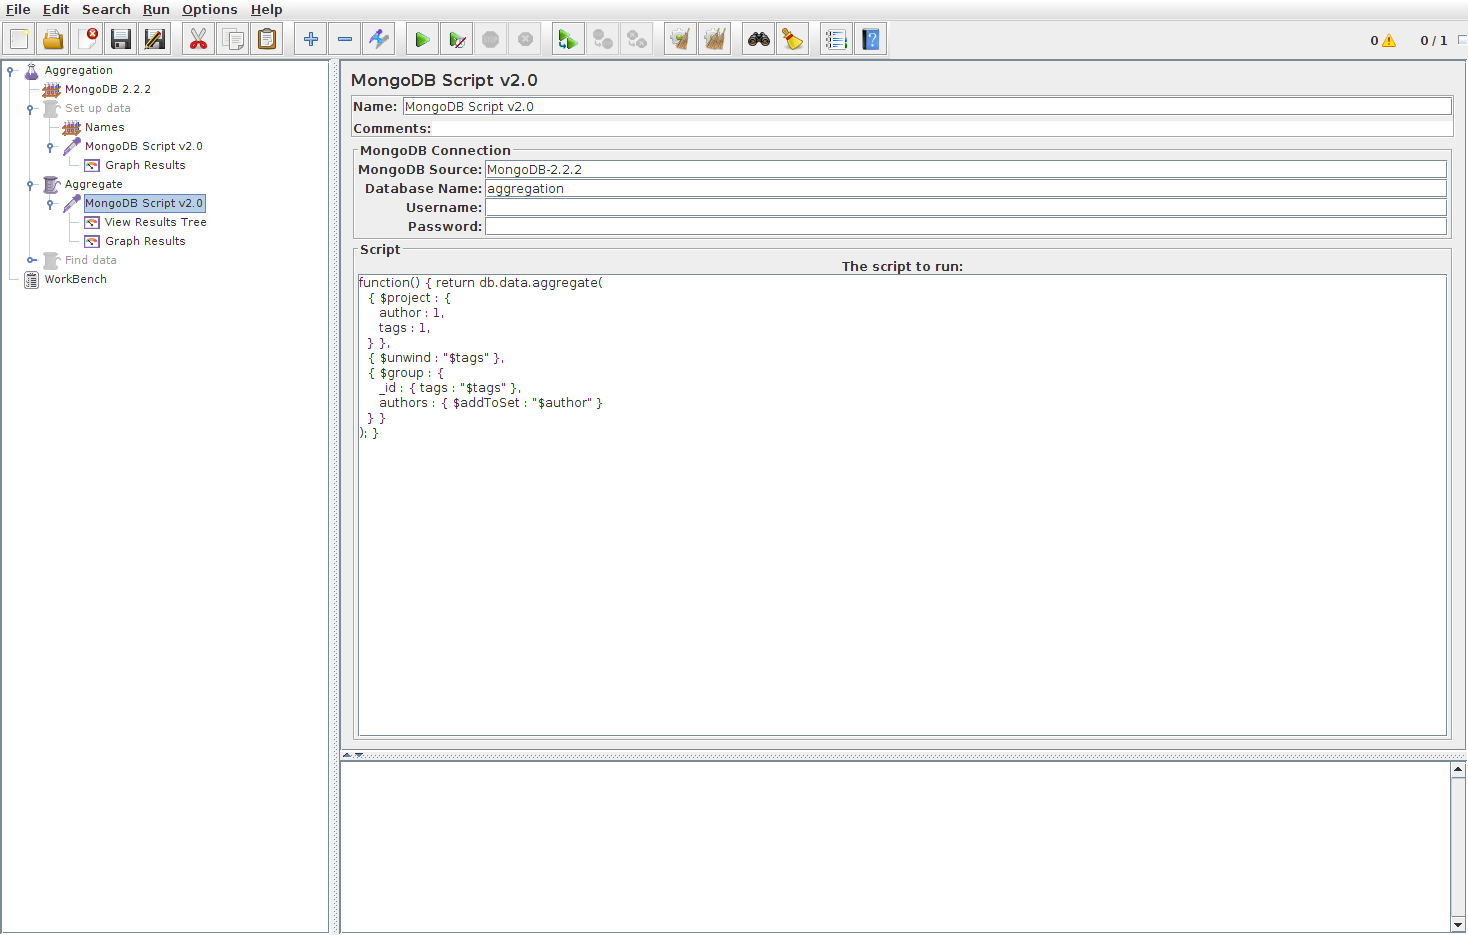 File Edit Search Run Options Help
0 0 / 1
Aggregation
MongoDB 2.2.2
Set up data
Names
MongoDB Script v2.0
Graph Results
Aggregate
MongoDB Script v2.0
View Results Tree
Graph Results
Find data
WorkBench
MongoDB Script v2.0
Name: MongoDB Script v2.0
Comments:
MongoDB Connection
MongoDB Source: MongoDB-2.2.2
Database Name: aggregation
Username:
Password:
Script
The script to run:
function() { return db.data.aggregate(
{ $project : {
author : 1,
tags : 1,
} },
{ $unwind : "$tags" },
{ $group : {
_id : { tags : "$tags" },
authors : { $addToSet : "$author" }
} }
); }